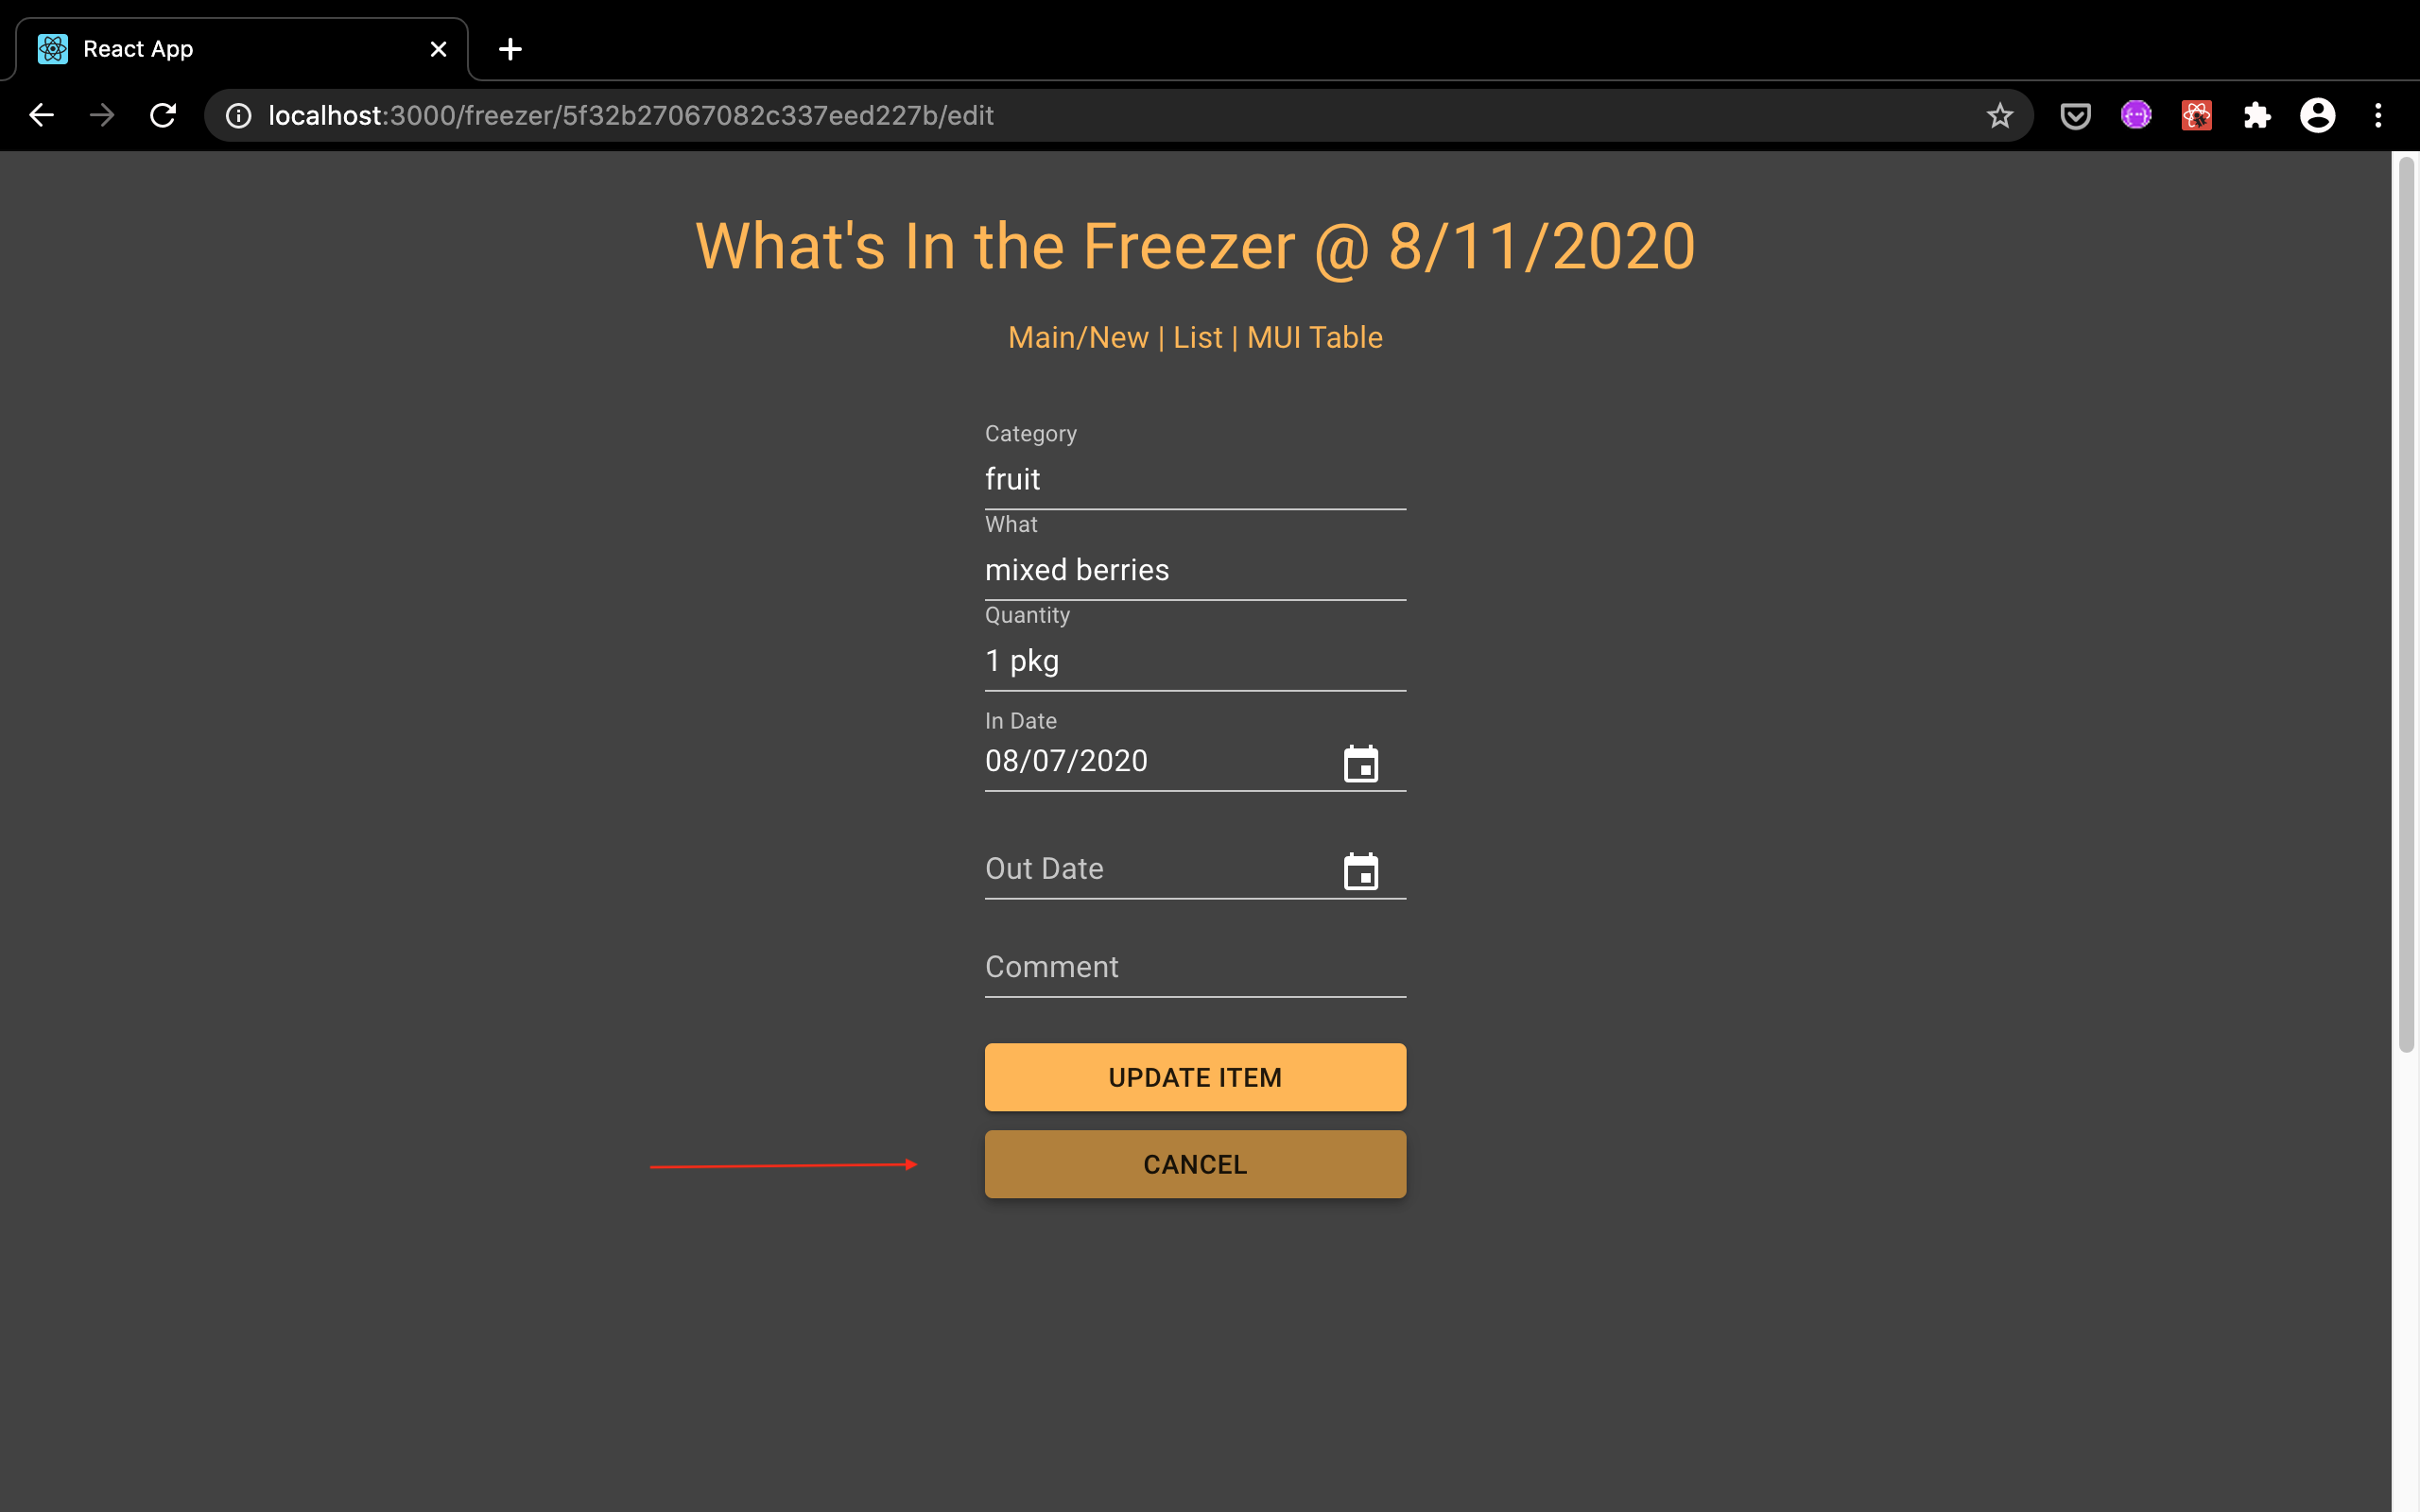 React App
localhost:3000/freezer/5f32b27067082c337eed227b/edit
What's In the Freezer @ 8/11/2020
Main/New | List | MUI Table
Category
fruit
What
mixed berries
Quantity
1 pkg
In Date
08/07/2020
Out Date
Comment
UPDATE ITEM
CANCEL